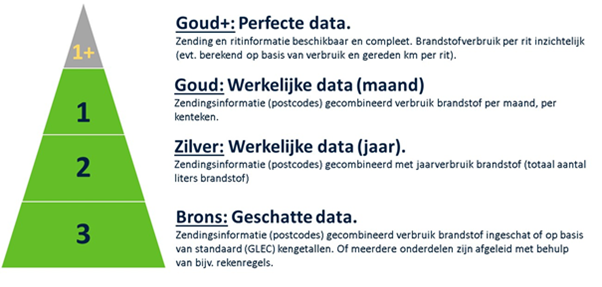 Goud+: Perfecte data.
Zending en ritinformatie beschikbaar en compleet. Brandstofverbruik per rit inzichtelijk
(evt. berekend op basis van verbruik en gereden km per rit).
1+
Goud: Werkelijke data (maand)
Zendingsinformatie (postcodes) gecombineerd verbruik brandstof per maand, per
kenteken.
1
Zilver: Werkelijke data (jaar).
Zendingsinformatie (postcodes) gecombineerd met jaarverbruik brandstof (totaal aantal
liters brandstof)
2
Brons: Geschatte data.
Zendingsinformatie (postcodes) gecombineerd verbruik brandstof ingeschat of op basis
van standaard (GLEC) kengetallen. Of meerdere onderdelen zijn afgeleid met behulp
van bijv. rekenregels.
3